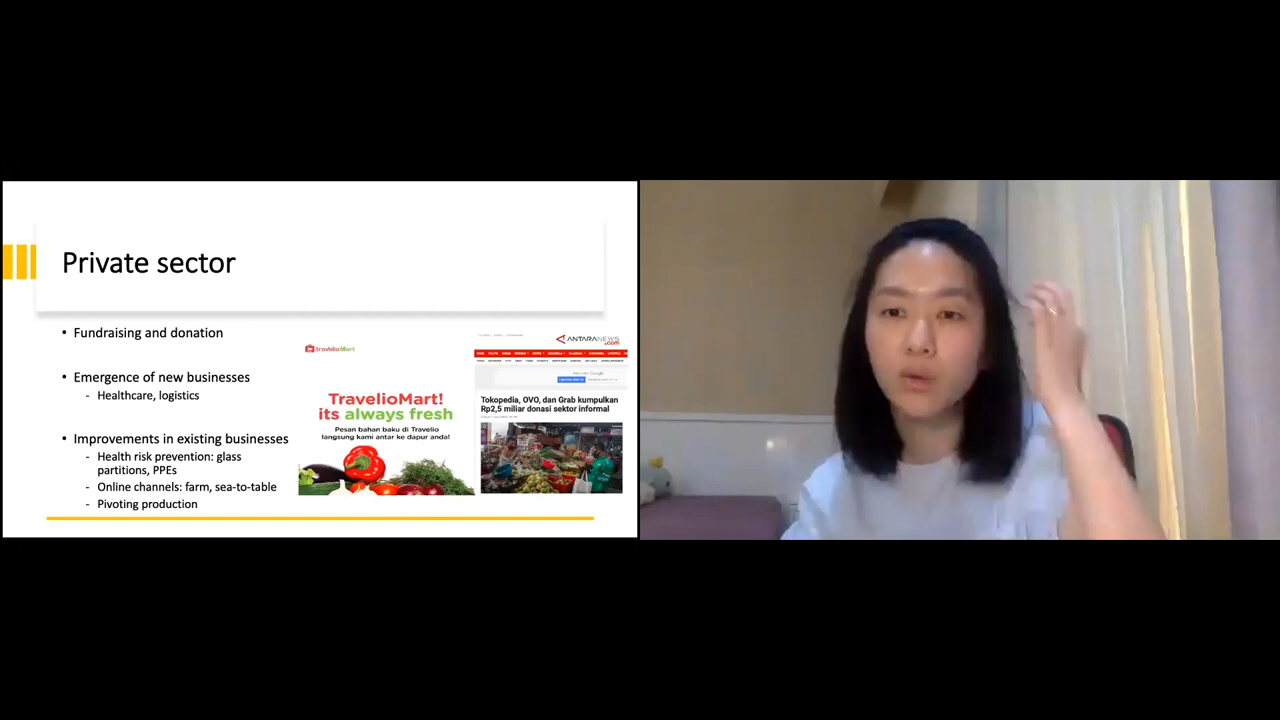 Private sector
• Fundraising and donation
• Emergence of new businesses
- Healthcare, logistics
• Improvements in existing businesses
- Health risk prevention: glass
partitions, PPEs
- Online channels: farm, sea-to-table
- Pivoting production
travelioMart
TravelioMart!
its always fresh
Pesan bahan baku di Travelio
langsung kami antar ke dapur anda!
ANTARANEWS
.com
Tokopedia, OVO, dan Grab kumpulkan
Rp2,5 miliar donasi sektor informal